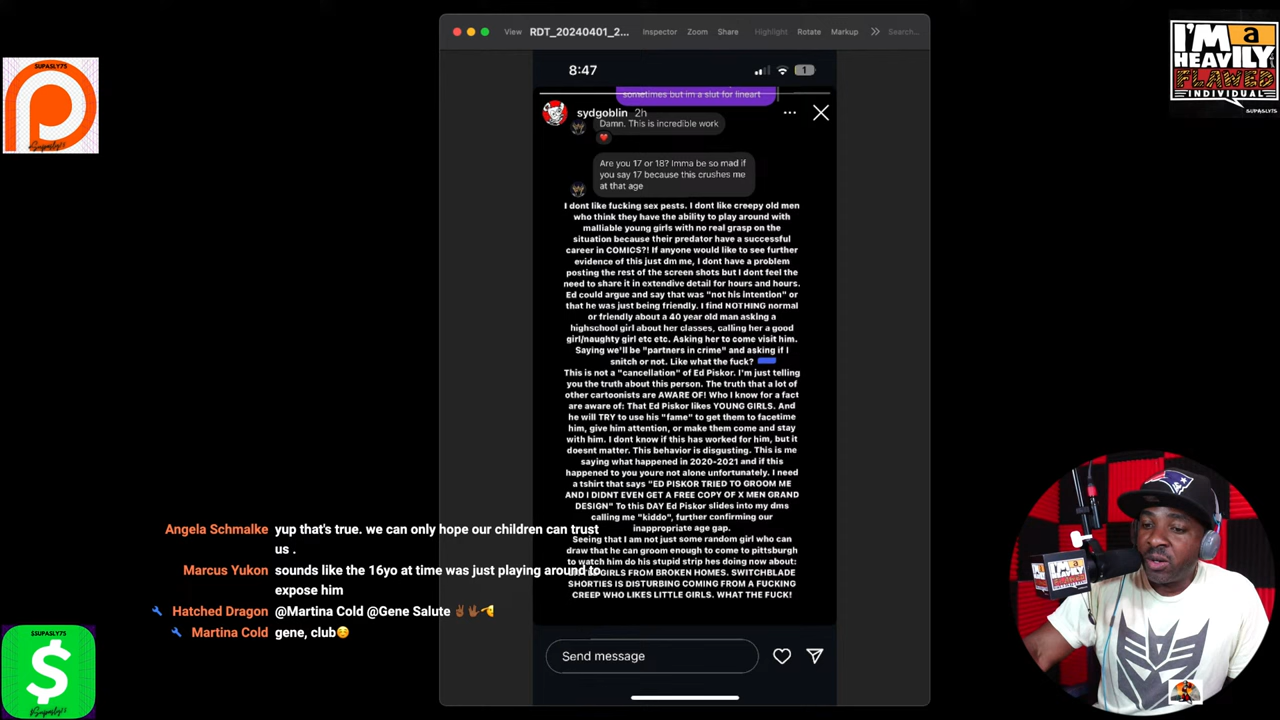 View RDT_20240401_2... Inspector Zoom Share Highlight Rotate Markup Search...
SUPASLY75
Supasly75
I'M a
HEAVILY
FLAWED
INDIVIDUAL
SUPASLY75
8:47
1
sometimes but im a slut for lineart
sydgoblin 2h
Damn. This is incredible work
Are you 17 or 18? Imma be so mad if
you say 17 because this crushes me
at that age
I dont like fucking sex pests. I dont like creepy old men
who think they have the ability to play around with
malliable young girls with no real grasp on the
situation because their predator have a successful
career in COMICS?! If anyone would like to see further
evidence of this just dm me, I dont have a problem
posting the rest of the screen shots but I dont feel the
need to share it in extendive detail for hours and hours.
Ed could argue and say that was "not his intention" or
that he was just being friendly. I find NOTHING normal
or friendly about a 40 year old man asking a
highschool girl about her classes, calling her a good
girl/naughty girl etc etc. Asking her to come visit him.
Saying we'll be "partners in crime" and asking if I
snitch or not. Like what the fuck?
This is not a "cancellation" of Ed Piskor. I'm just telling
you the truth about this person. The truth that a lot of
other cartoonists are AWARE OF! Who I know for a fact
are aware of: That Ed Piskor likes YOUNG GIRLS. And
he will TRY to use his "fame" to get them to facetime
him, give him attention, or make them come and stay
with him. I dont know if this has worked for him, but it
doesnt matter. This behavior is disgusting. This is me
saying what happened in 2020-2021 and if this
happened to you youre not alone unfortunately. I need
a tshirt that says "ED PISKOR TRIED TO GROOM ME
AND I DIDNT EVEN GET A FREE COPY OF X MEN GRAND
DESIGN" To this DAY Ed Piskor slides into my dms
calling me "kiddo", further confirming our
inappropriate age gap.
Seeing that I am not just some random girl who can
draw that he can groom enough to come to pittsburgh
to watch him do his stupid strip hes doing now about:
GIRLS FROM BROKEN HOMES. SWITCHBLADE
SHORTIES IS DISTURBING COMING FROM A FUCKING
CREEP WHO LIKES LITTLE GIRLS. WHAT THE FUCK!
Send message
Angela Schmalke yup that's true. we can only hope our children can trust
us .
Marcus Yukon sounds like the 16yo at time was just playing around to
expose him
Hatched Dragon @Martina Cold @Gene Salute ✌🏾🖖🏾🫡
Martina Cold gene, club☺️
$SUPASLY75
$
$Supasly75